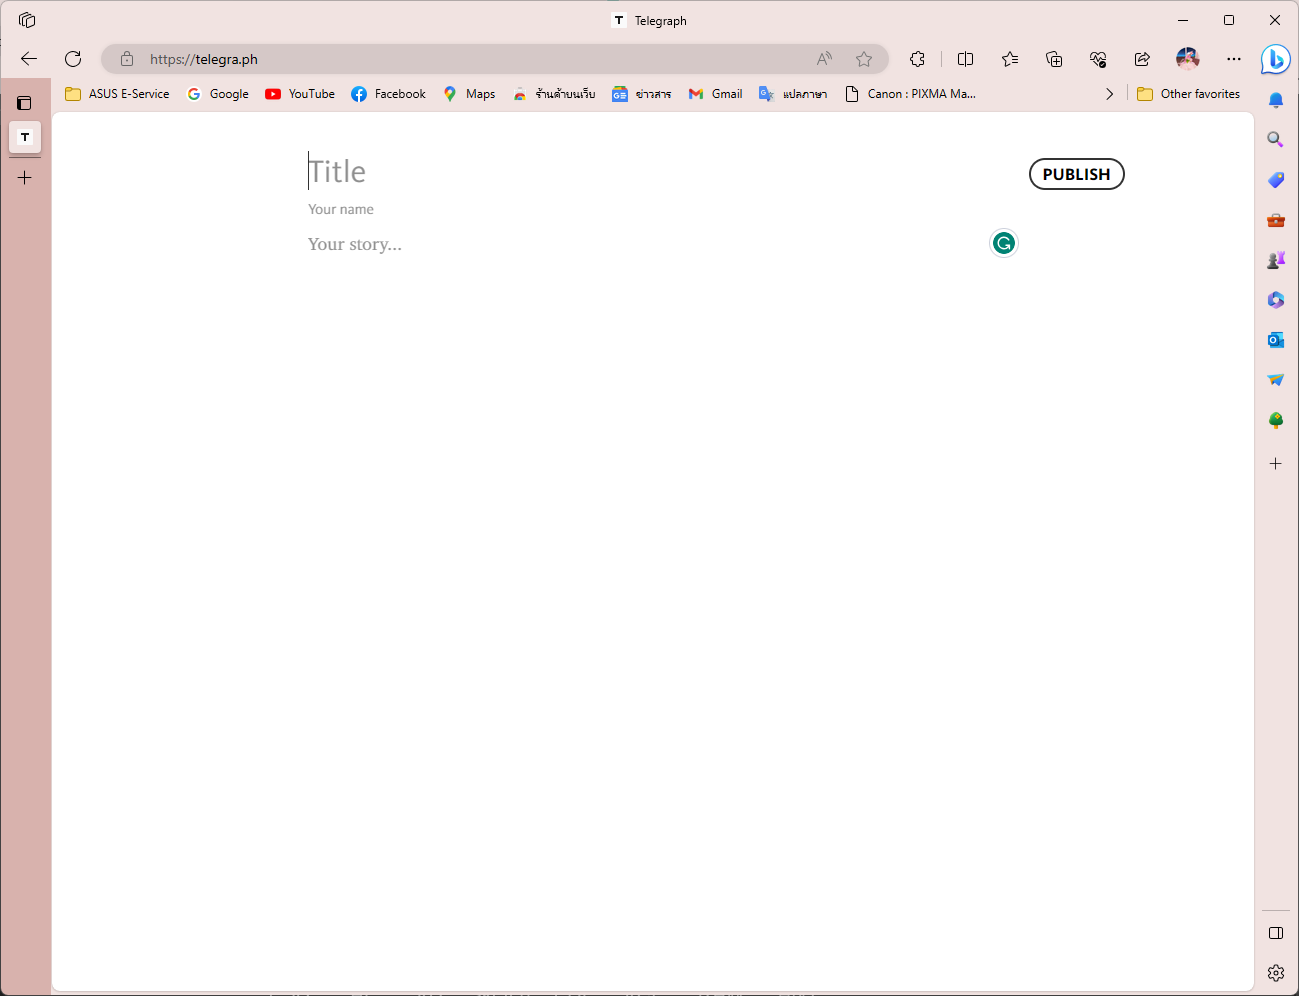 Telegraph
https://telegra.ph
ASUS E-Service Google YouTube Facebook Maps ร้านค้าบนเว็บ ข่าวสาร Gmail แปลภาษา Canon : PIXMA Ma... Other favorites
Title
PUBLISH
Your name
Your story...